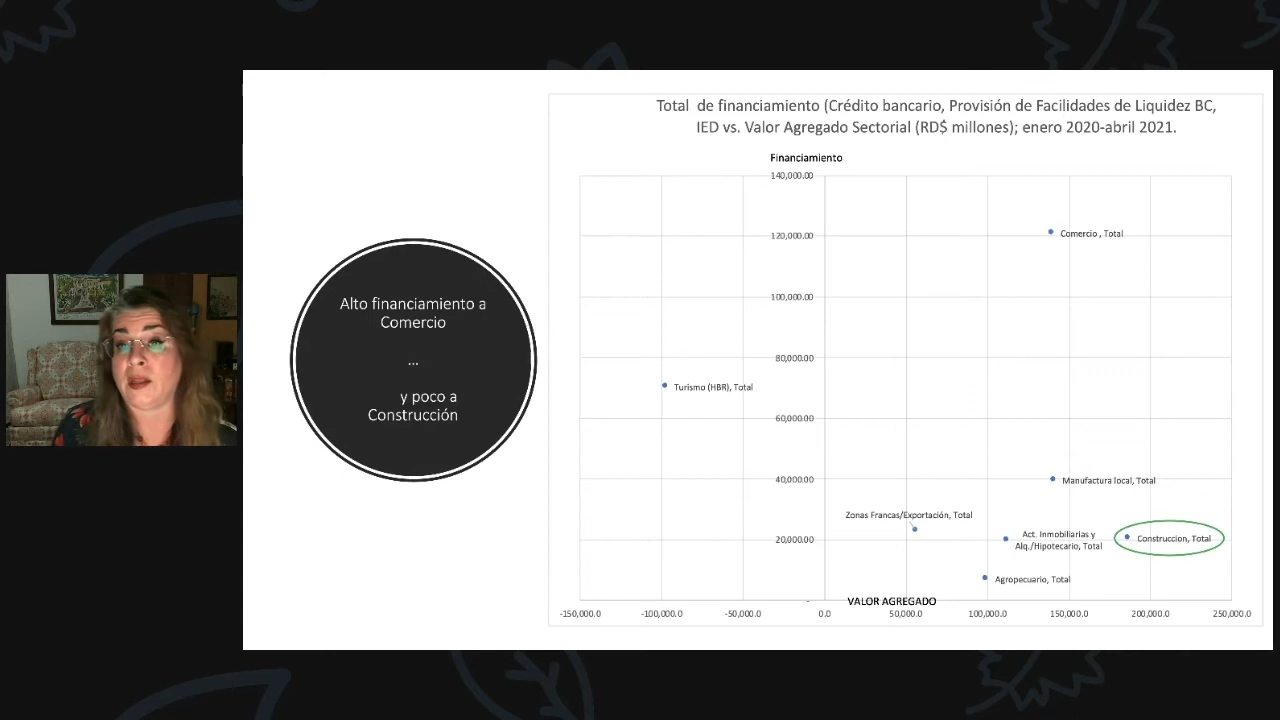 Total  de financiamiento (Crédito bancario, Provisión de Facilidades de Liquidez BC,
IED vs. Valor Agregado Sectorial (RD$ millones); enero 2020-abril 2021.
Alto financiamiento a
Comercio
...
y poco a
Construcción
Financiamiento
140,000.00
120,000.00
100,000.00
80,000.00
60,000.00
40,000.00
20,000.00
-
Comercio , Total
Turismo (HBR), Total
Manufactura local, Total
Zonas Francas/Exportación, Total
Act. Inmobiliarias y
Alq./Hipotecario, Total
Construccion, Total
Agropecuario, Total
VALOR AGREGADO
-150,000.0
-100,000.0
-50,000.0
0.0
50,000.0
100,000.0
150,000.0
200,000.0
250,000.0